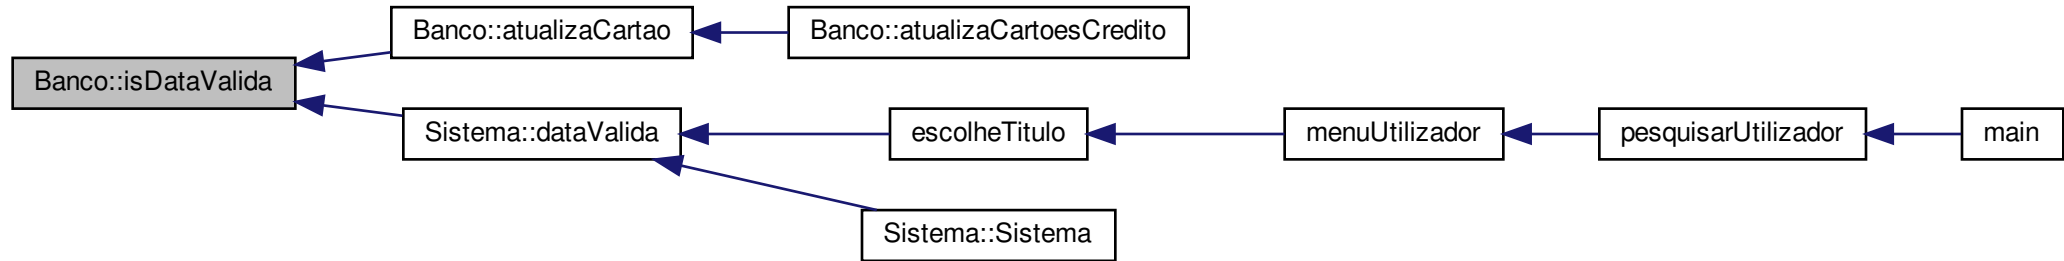 Banco::atualizaCartao
Banco::atualizaCartoesCredito
Banco::isDataValida
Sistema::dataValida
escolheTitulo
menuUtilizador
pesquisarUtilizador
main
Sistema::Sistema